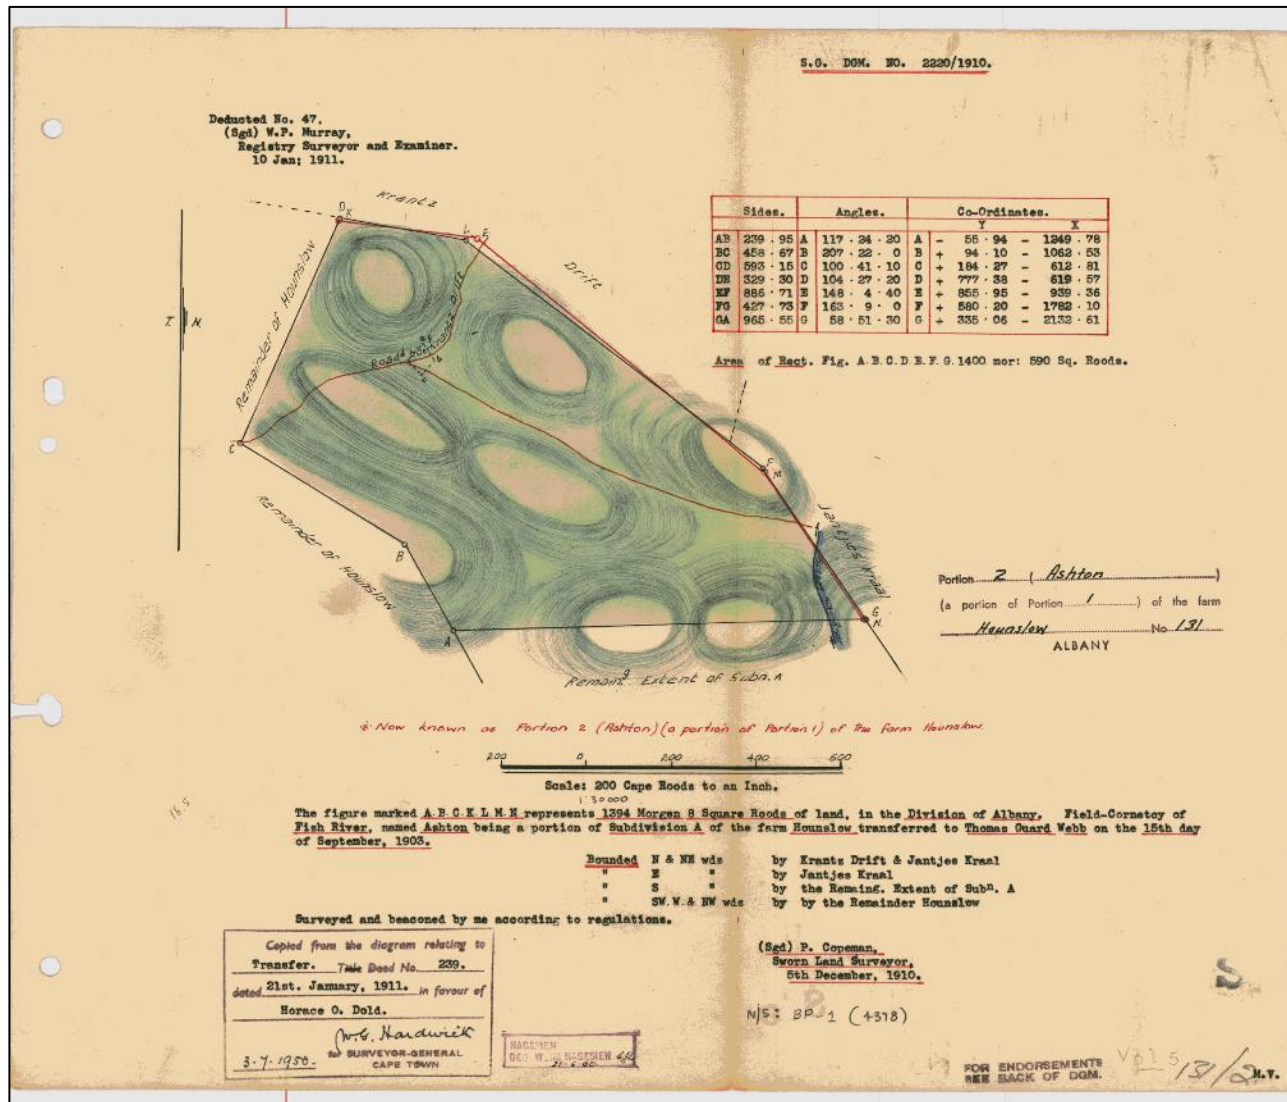 S.G. DGM. NO. 2220/1910.
Deducted No. 47.
(Sgd) W.P. Murray,
Registry Surveyor and Examiner.
10 Jan; 1911.
Krantz
D
K
L
E
Drift
Remainder of Hounslow
T. N.
Sides. Angles. Co-Ordinates.
Y X
AB 239.95 A 117.24.20 A - 55.94 - 1249.78
BC 458.67 B 207.22.0 B + 94.10 - 1062.53
CD 593.15 C 100.41.10 C + 184.27 - 612.81
DE 329.30 D 104.27.20 D + 777.38 - 619.57
EF 886.71 E 148.4.40 E + 855.95 - 939.36
FG 427.73 F 163.9.0 F + 580.20 - 1782.10
GA 965.55 G 58.51.30 G + 335.06 - 2132.61
Area of Rect. Fig. A.B.C.D E.F.G. 1400 mor: 590 Sq. Roods.
C
F.
M.
Remainder of Hounslow
Jantjes Kraal
B
A
G.
N.
Remaing Extent of Subn. A
Portion 2 (Ashton)
(a portion of Portion 1) of the farm
Hounslow No 131
ALBANY
* Now known as Portion 2 (Ashton) (a portion of Portion 1) of the farm Hounslow.
200 0 200 400 600
Scale: 200 Cape Roods to an Inch.
1:30000
16.5
The figure marked A.B.C.K.L.M.N represents 1394 Morgen 8 Square Roods of land, in the Division of Albany, Field-Cornetcy of
Fish River, named Ashton being a portion of Subdivision A of the farm Hounslow transferred to Thomas Guard Webb on the 15th day
of September, 1903.
Bounded N & NE wds by Krantz Drift & Jantjes Kraal
" E " by Jantjes Kraal
" S " by the Remaing. Extent of Subn. A
" SW.W.& NW wds by by the Remainder Hounslow
Surveyed and beaconed by me according to regulations.
(Sgd) P. Copeman,
Sworn Land Surveyor,
5th December, 1910.
Copied from the diagram relating to
Transfer. Title Deed No. 239.
dated 21st. January, 1911. in favour of
Horace O. Dold.
W.G. Hardwick
for SURVEYOR-GENERAL
3-7-1950. CAPE TOWN
NAGESIEN
N/S: BP-1 (4378)
S
FOR ENDORSEMENTS
SEE BACK OF DGM.
Vol 5
131/2
M.V.